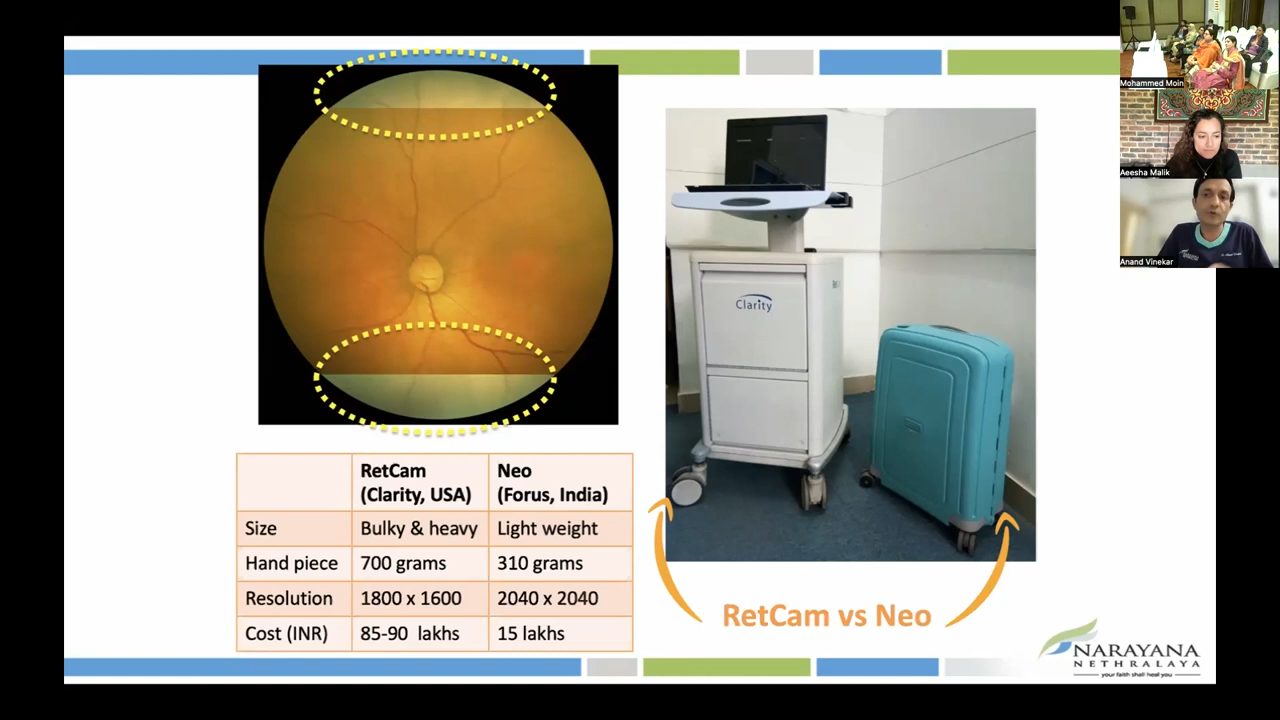 Mohammed Moin
Aeesha Malik
Anand Vinekar
Clarity
RetCam
(Clarity, USA)
Neo
(Forus, India)
Size
Bulky & heavy
Light weight
Hand piece
700 grams
310 grams
Resolution
1800 x 1600
2040 x 2040
Cost (INR)
85-90 lakhs
15 lakhs
RetCam vs Neo
NARAYANA
NETHRALAYA
your faith shall heal you